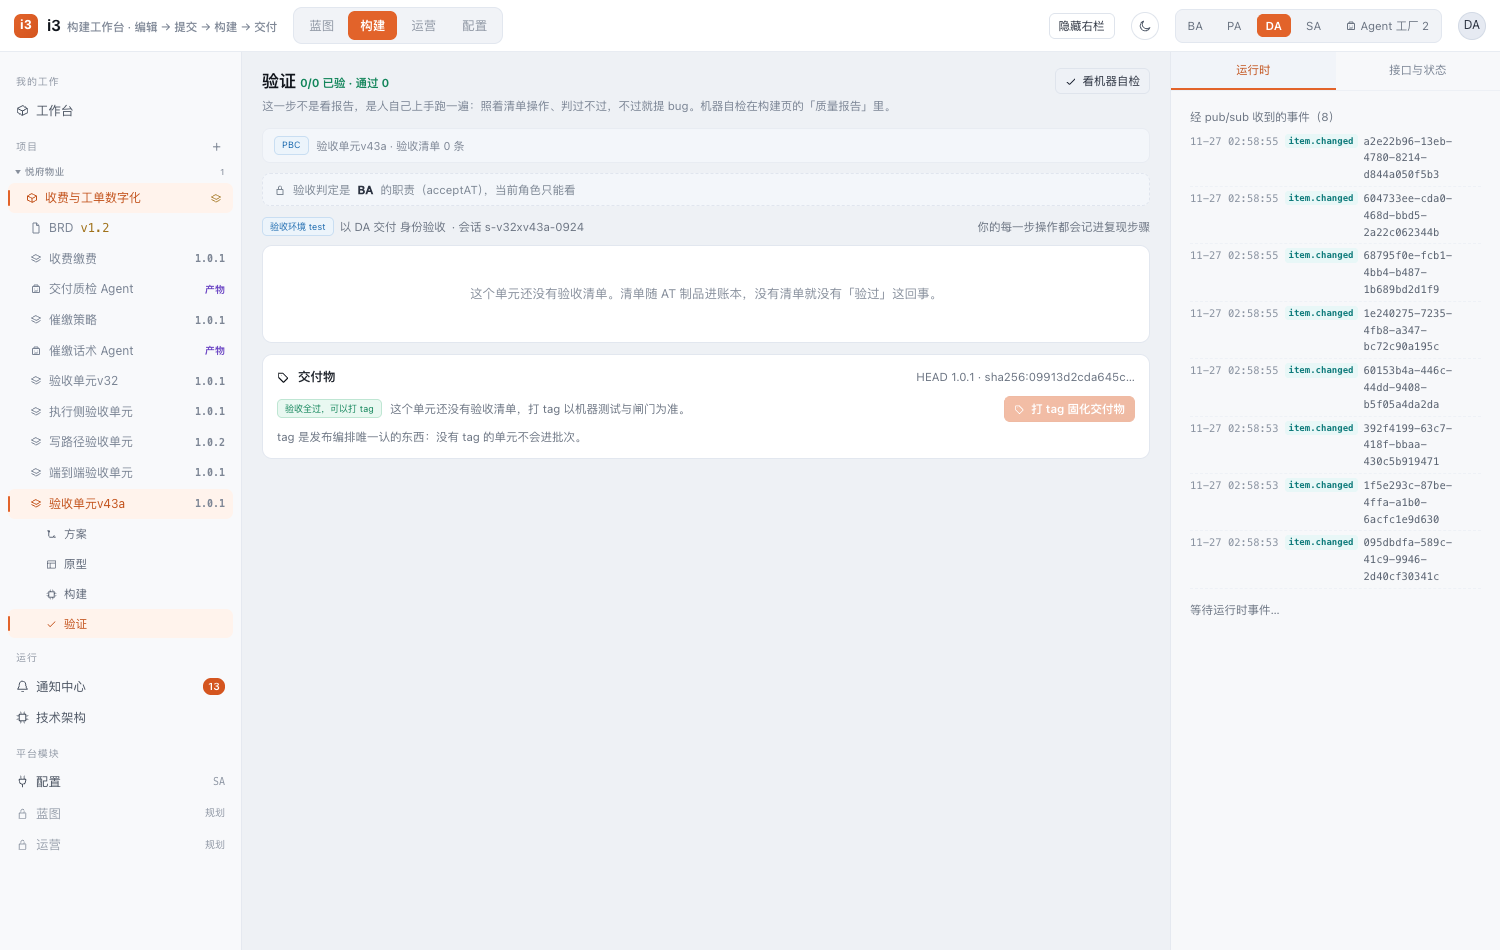 i3 i3 构建工作台 · 编辑 → 提交 → 构建 → 交付 蓝图 构建 运营 配置 隐藏右栏 BA PA DA SA Agent 工厂 2 DA
我的工作
工作台
项目 +
悦府物业 1
收费与工单数字化
BRD v1.2
收费缴费 1.0.1
交付质检 Agent 产物
催缴策略 1.0.1
催缴话术 Agent 产物
验收单元v32 1.0.1
执行侧验收单元 1.0.1
写路径验收单元 1.0.2
端到端验收单元 1.0.1
验收单元v43a 1.0.1
方案
原型
构建
验证
运行
通知中心 13
技术架构
平台模块
配置 SA
蓝图 规划
运营 规划
验证 0/0 已验 · 通过 0 看机器自检
这一步不是看报告，是人自己上手跑一遍：照着清单操作、判过不过，不过就提 bug。机器自检在构建页的「质量报告」里。
PBC 验收单元v43a · 验收清单 0 条
验收判定是 BA 的职责（acceptAT），当前角色只能看
验收环境 test 以 DA 交付 身份验收 · 会话 s-v32xv43a-0924 你的每一步操作都会记进复现步骤
这个单元还没有验收清单。清单随 AT 制品进账本，没有清单就没有「验过」这回事。
交付物 HEAD 1.0.1 · sha256:09913d2cda645c…
验收全过，可以打 tag 这个单元还没有验收清单，打 tag 以机器测试与闸门为准。 打 tag 固化交付物
tag 是发布编排唯一认的东西：没有 tag 的单元不会进批次。
运行时 接口与状态
经 pub/sub 收到的事件（8）
11-27 02:58:55 item.changed a2e22b96-13eb-
4780-8214-
d844a050f5b3
11-27 02:58:55 item.changed 604733ee-cda0-
468d-bbd5-
2a22c062344b
11-27 02:58:55 item.changed 68795f0e-fcb1-
4bb4-b487-
1b689bd2d1f9
11-27 02:58:55 item.changed 1e240275-7235-
4fb8-a347-
bc72c90a195c
11-27 02:58:55 item.changed 60153b4a-446c-
44dd-9408-
b5f05a4da2da
11-27 02:58:53 item.changed 392f4199-63c7-
418f-bbaa-
430c5b919471
11-27 02:58:53 item.changed 1f5e293c-87be-
4ffa-a1b0-
6acfc1e9d630
11-27 02:58:53 item.changed 095dbdfa-589c-
41c9-9946-
2d40cf30341c
等待运行时事件…